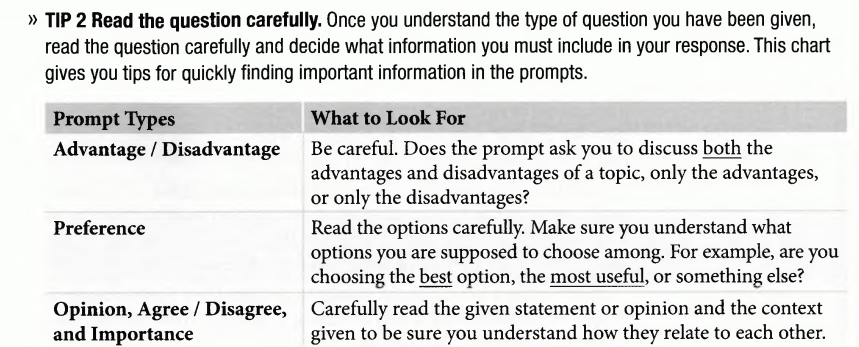 » TIP 2 Read the question carefully. Once you understand the type of question you have been given,
read the question carefully and decide what information you must include in your response. This chart
gives you tips for quickly finding important information in the prompts.
Prompt Types What to Look For
Advantage / Disadvantage Be careful. Does the prompt ask you to discuss both the
advantages and disadvantages of a topic, only the advantages,
or only the disadvantages?
Preference Read the options carefully. Make sure you understand what
options you are supposed to choose among. For example, are you
choosing the best option, the most useful, or something else?
Opinion, Agree / Disagree, Carefully read the given statement or opinion and the context
and Importance given to be sure you understand how they relate to each other.